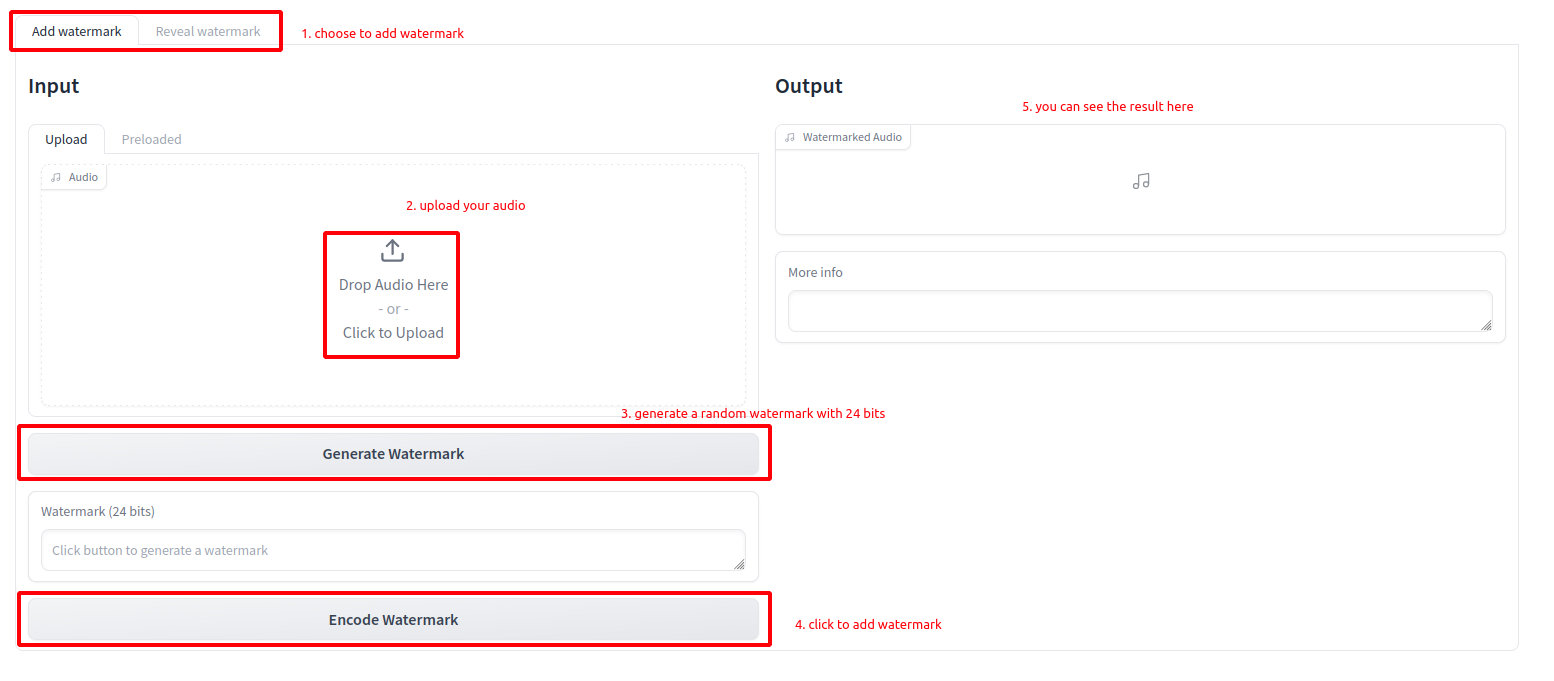 Add watermark
Reveal watermark
1. choose to add watermark
Input
Output
5. you can see the result here
Upload
Preloaded
Watermarked Audio
Audio
2. upload your audio
Drop Audio Here
- or -
Click to Upload
More info
3. generate a random watermark with 24 bits
Generate Watermark
Watermark (24 bits)
Click button to generate a watermark
Encode Watermark
4. click to add watermark